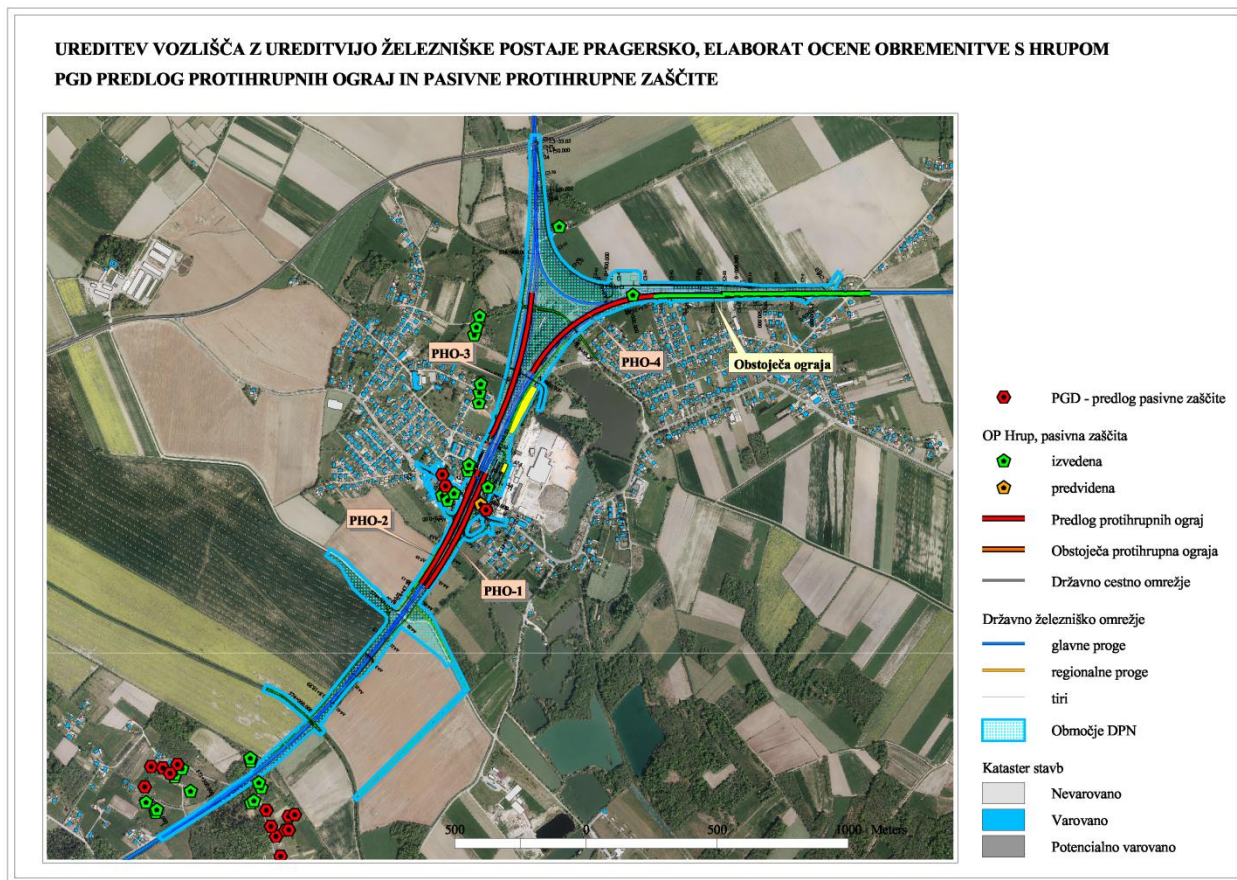 UREDITEV VOZLIŠČA Z UREDITVIJO ŽELEZNIŠKE POSTAJE PRAGERSKO, ELABORAT OCENE OBREMENITVE S HRUPOM
PGD PREDLOG PROTIHRUPNIH OGRAJ IN PASIVNE PROTIHRUPNE ZAŠČITE
PHO-3
PHO-4
Obstoječa ograja
PHO-2
PHO-1
500 0 500 1000 Meters
PGD - predlog pasivne zaščite
OP Hrup, pasivna zaščita
izvedena
predvidena
Predlog protihrupnih ograj
Obstoječa protihrupna ograja
Državno cestno omrežje
Državno železniško omrežje
glavne proge
regionalne proge
tiri
Območje DPN
Kataster stavb
Nevarovano
Varovano
Potencialno varovano